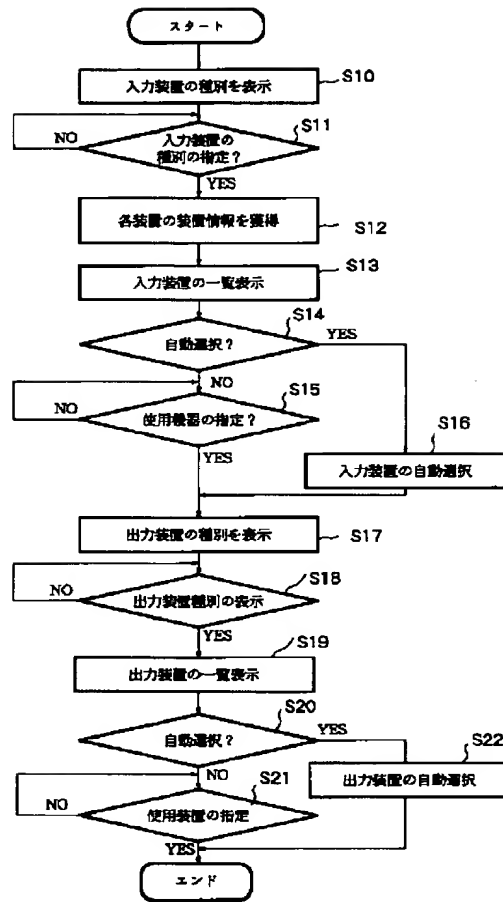 スタート
入力装置の種別を表示
S10
入力装置の
種別の指定？
S11
NO
YES
各装置の装置情報を獲得
S12
入力装置の一覧表示
S13
自動選択？
S14
YES
NO
使用機器の指定？
S15
NO
YES
入力装置の自動選択
S16
出力装置の種別を表示
S17
出力装置種別の表示
S18
NO
YES
出力装置の一覧表示
S19
自動選択？
S20
YES
NO
使用装置の指定
S21
NO
YES
出力装置の自動選択
S22
エンド